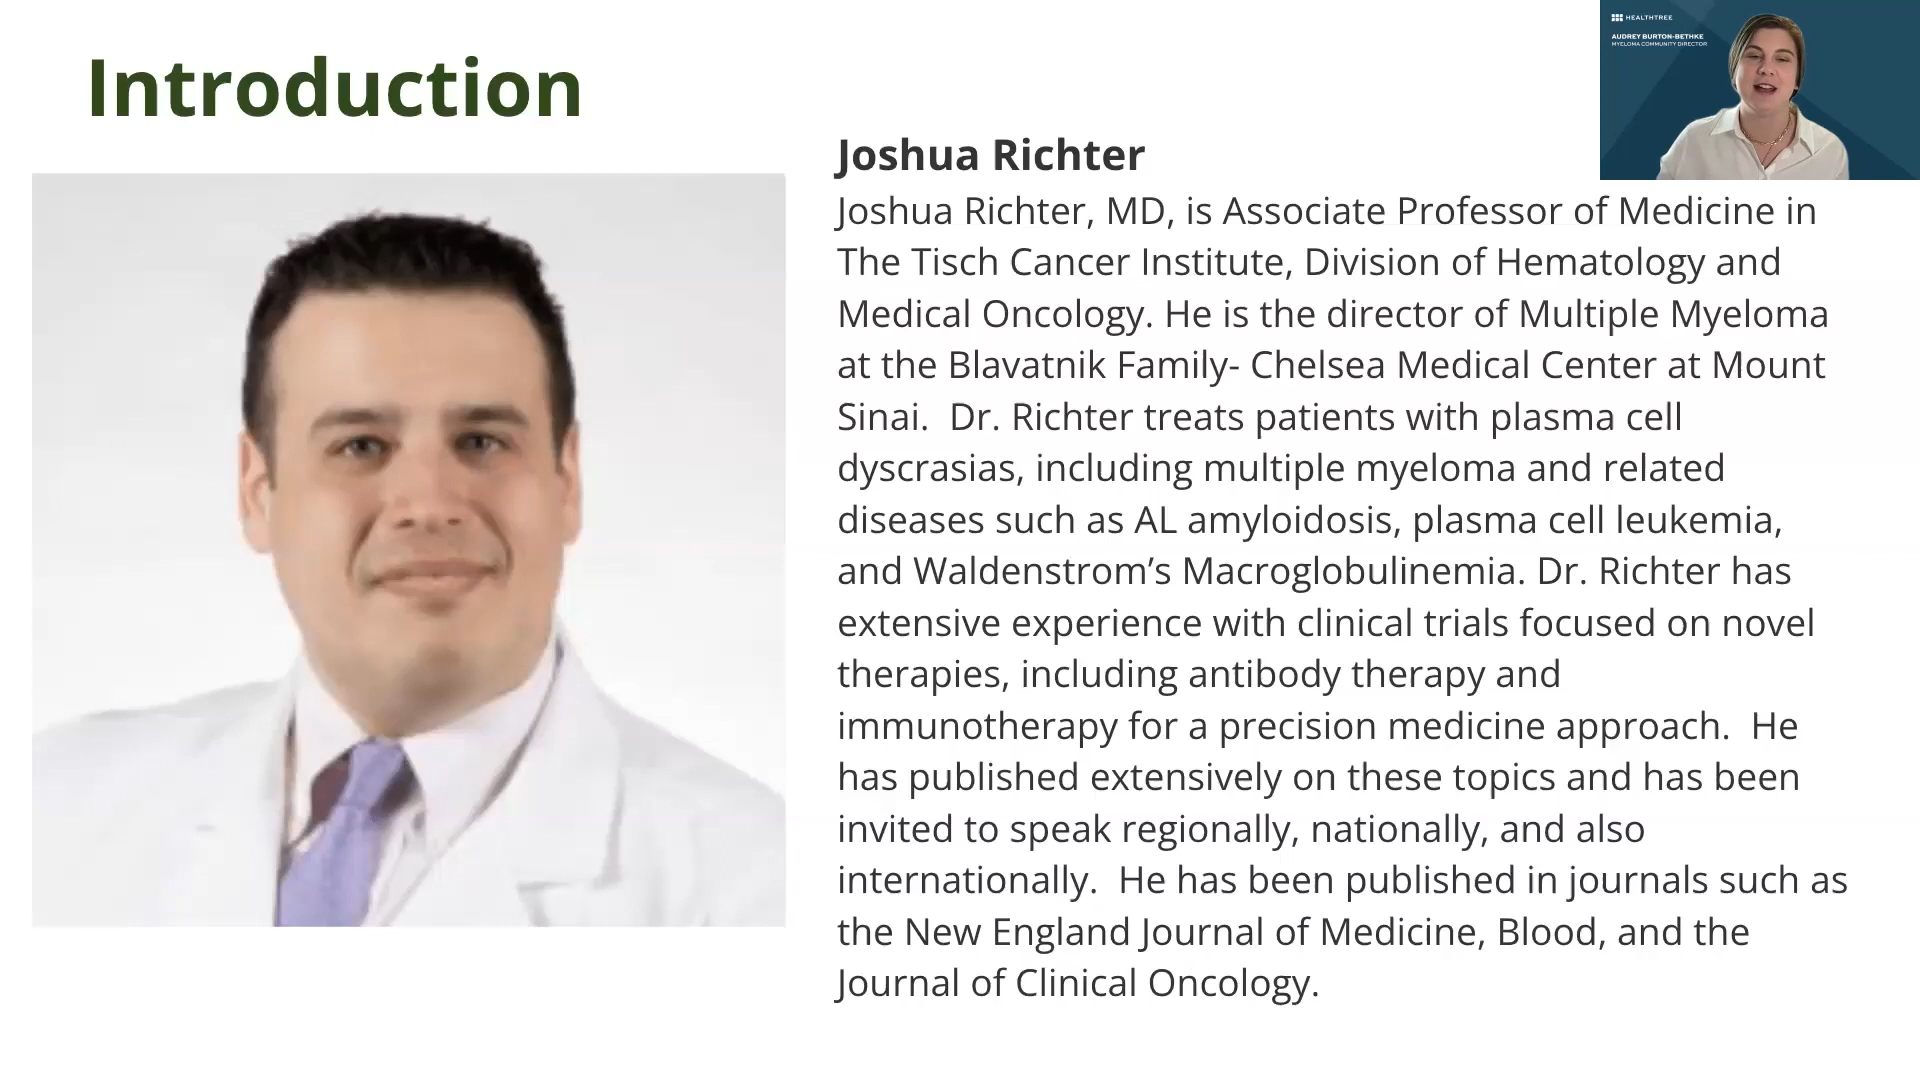 Introduction
HEALTHTREE
AUDREY BURTON-BETHKE
MYELOMA COMMUNITY DIRECTOR
Joshua Richter
Joshua Richter, MD, is Associate Professor of Medicine in
The Tisch Cancer Institute, Division of Hematology and
Medical Oncology. He is the director of Multiple Myeloma
at the Blavatnik Family- Chelsea Medical Center at Mount
Sinai.  Dr. Richter treats patients with plasma cell
dyscrasias, including multiple myeloma and related
diseases such as AL amyloidosis, plasma cell leukemia,
and Waldenstrom’s Macroglobulinemia. Dr. Richter has
extensive experience with clinical trials focused on novel
therapies, including antibody therapy and
immunotherapy for a precision medicine approach.  He
has published extensively on these topics and has been
invited to speak regionally, nationally, and also
internationally.  He has been published in journals such as
the New England Journal of Medicine, Blood, and the
Journal of Clinical Oncology.